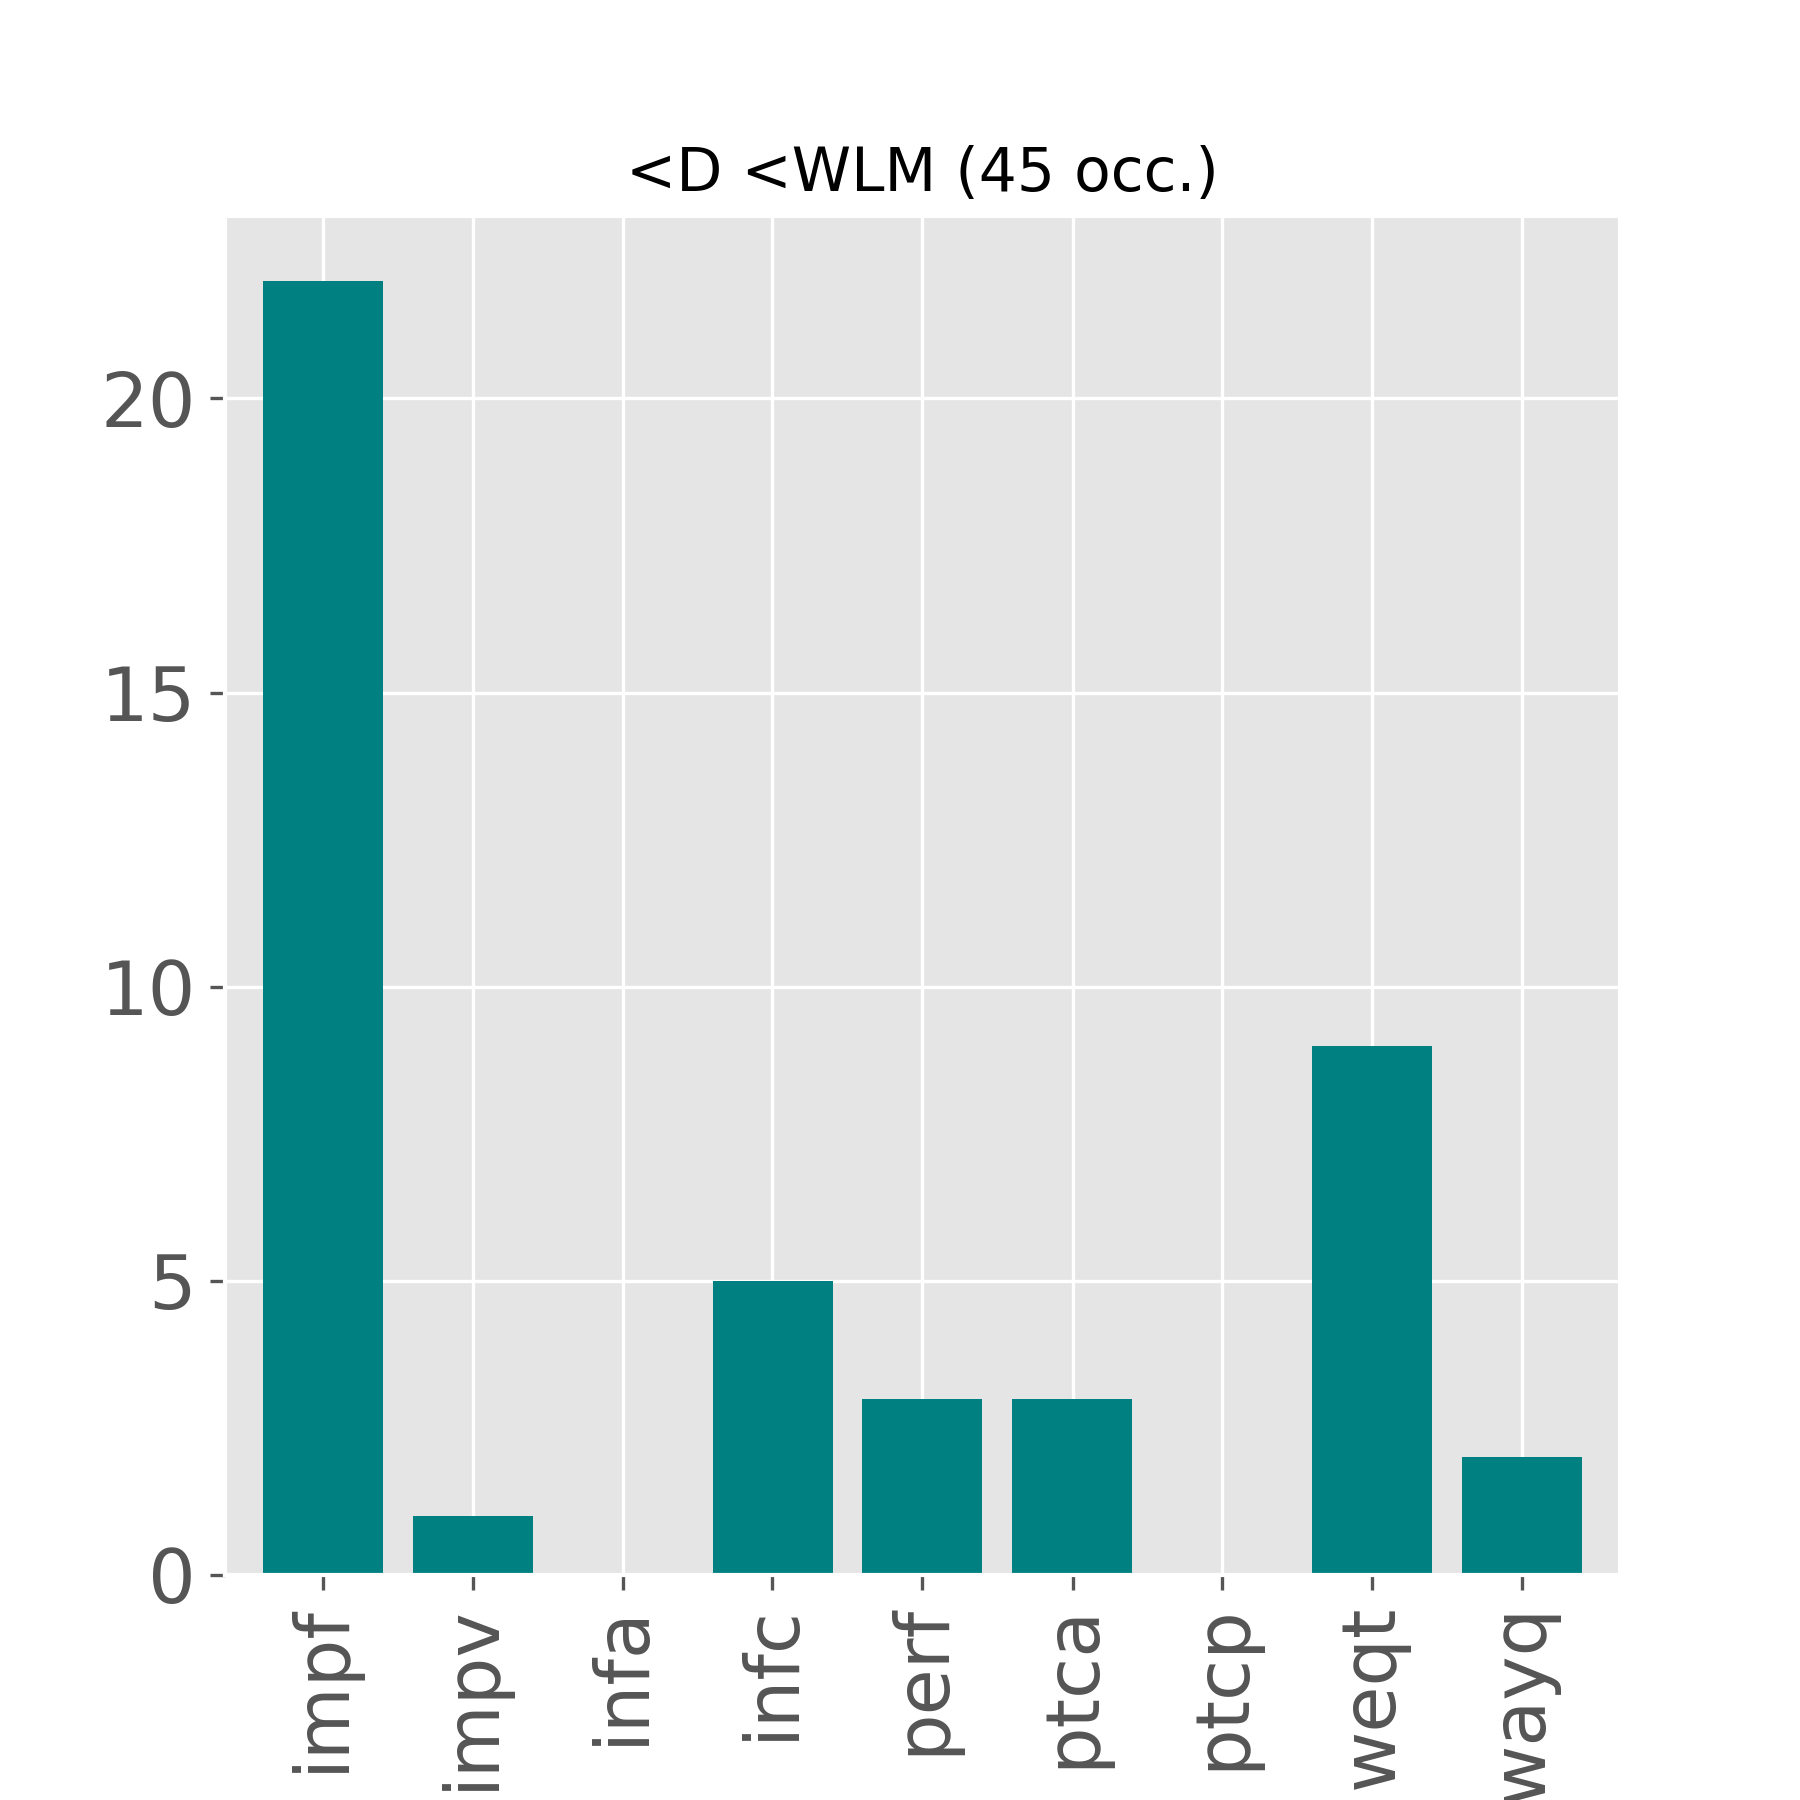 <D <WLM (45 occ.)
20
15
10
5
0
impf
impv
infa
infc
perf
ptca
ptcp
weqt
wayq